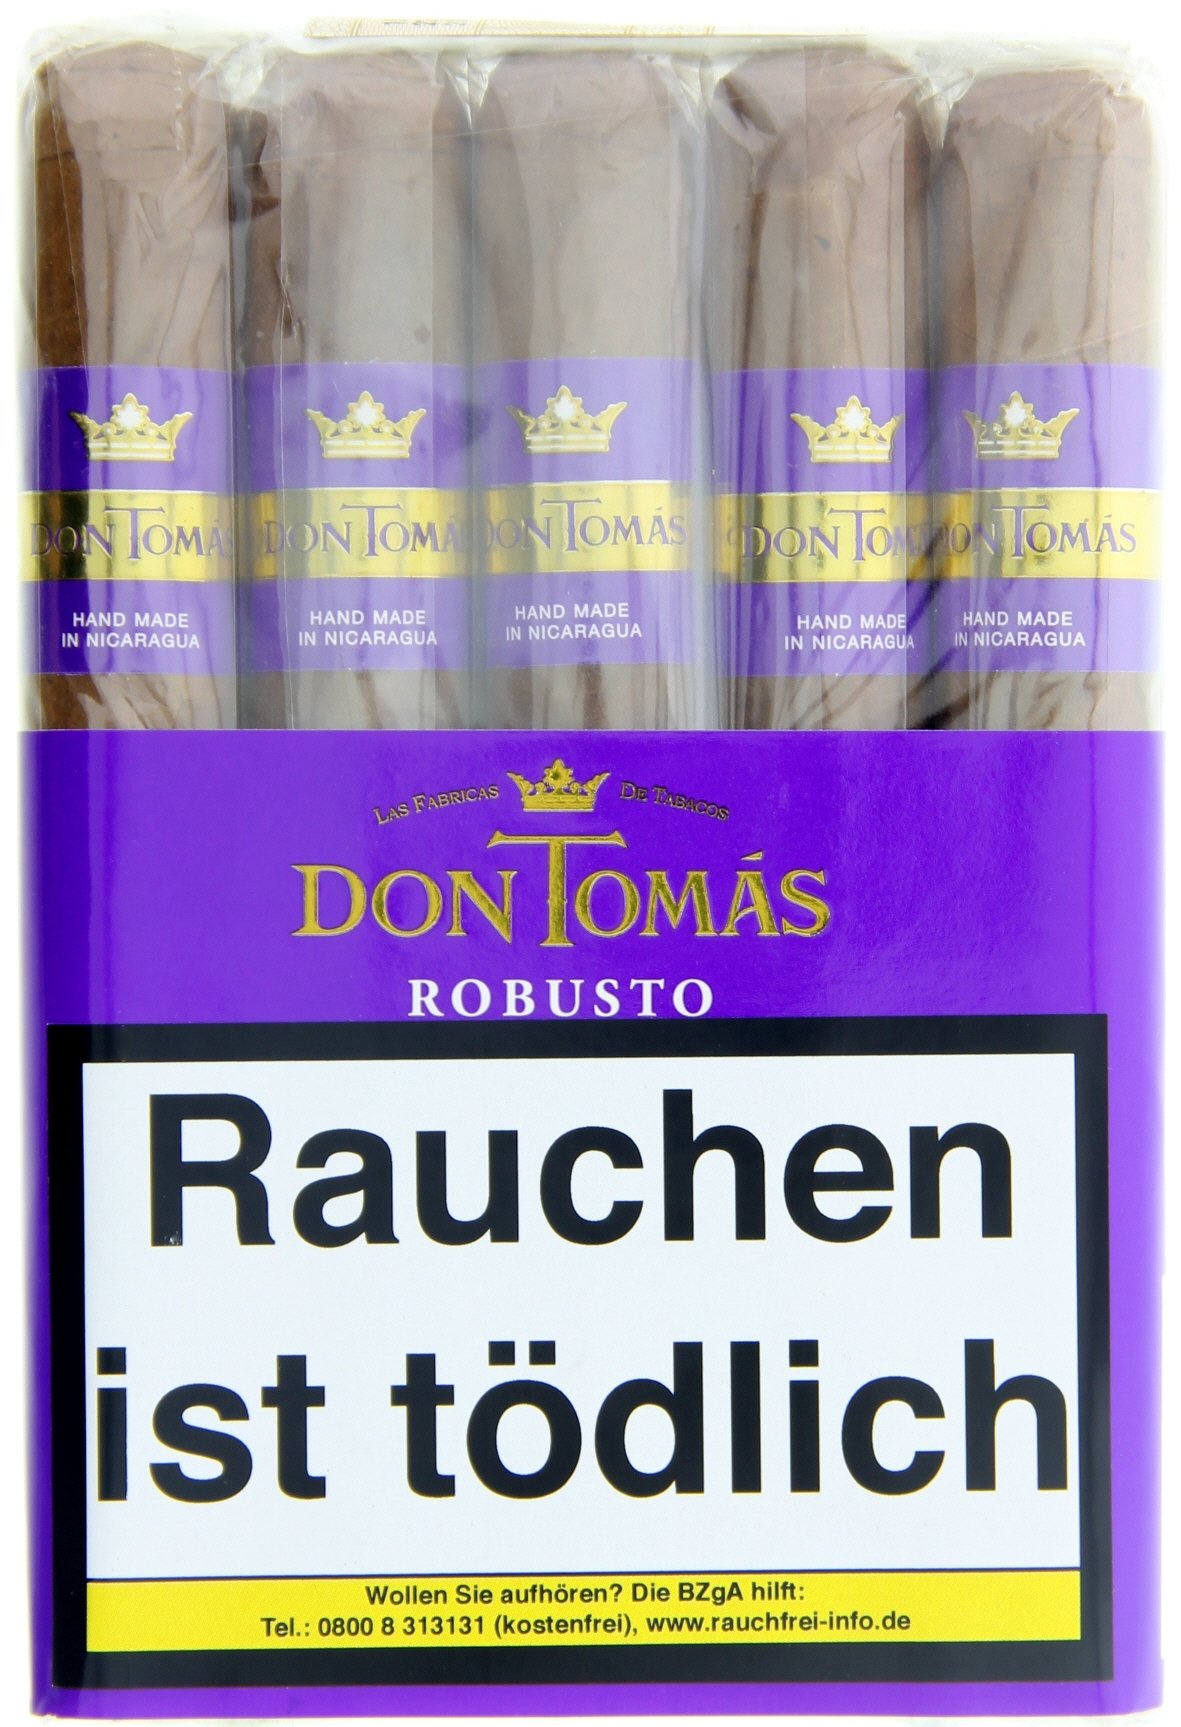 DON TOMÁS DON TOMÁ DON TOMÁS DON TOM DON TOMÁS
HAND MADE HAND MADE HAND MADE HAND MADE HAND MADE
IN NICARAGUA IN NICARAGUA IN NICARAGUA IN NICARAGUA IN NICARAGUA
LAS FABRICAS DE TABACOS
DON TOMÁS
ROBUSTO
Rauchen
ist tödlich
Wollen Sie aufhören? Die BZgA hilft:
Tel.: 0800 8 313131 (kostenfrei), www.rauchfrei-info.de